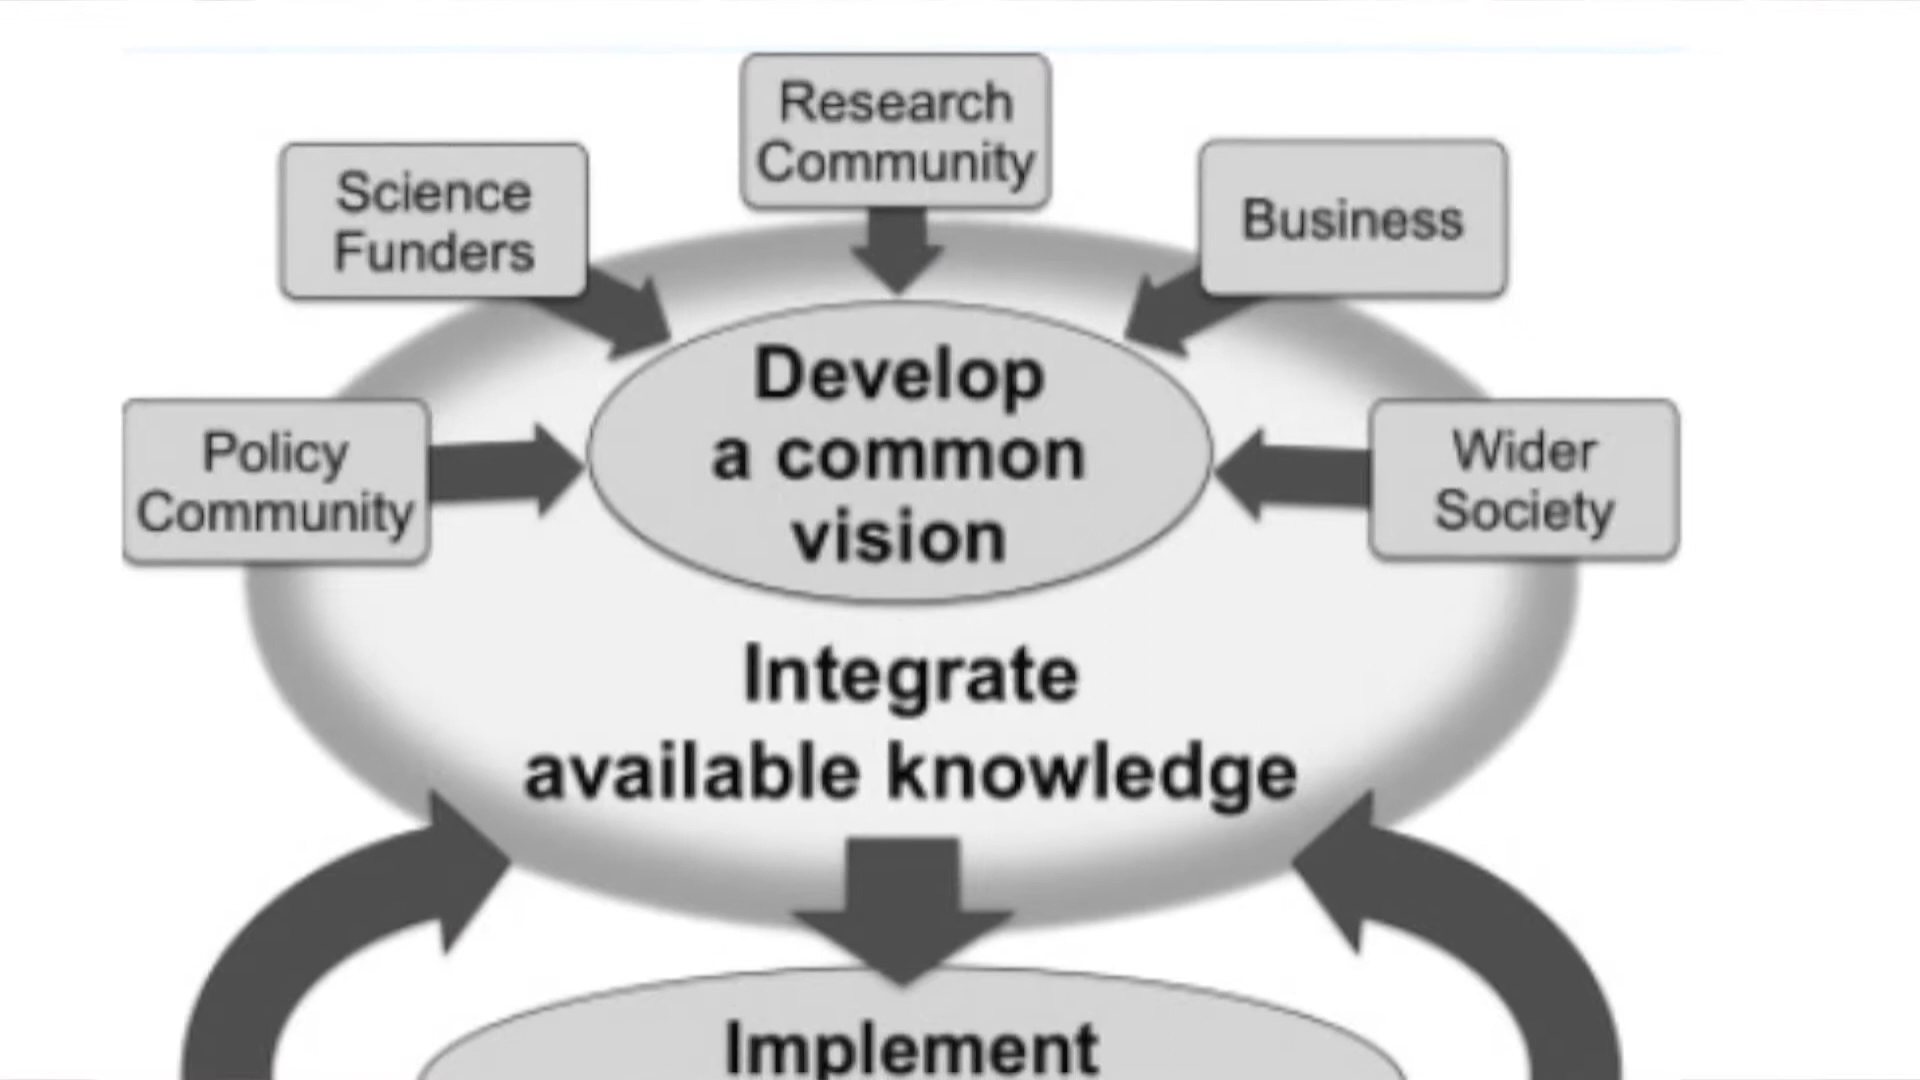 Research
Community
Science
Funders
Business
Policy
Community
Develop
a common
vision
Wider
Society
Integrate
available knowledge
Implement